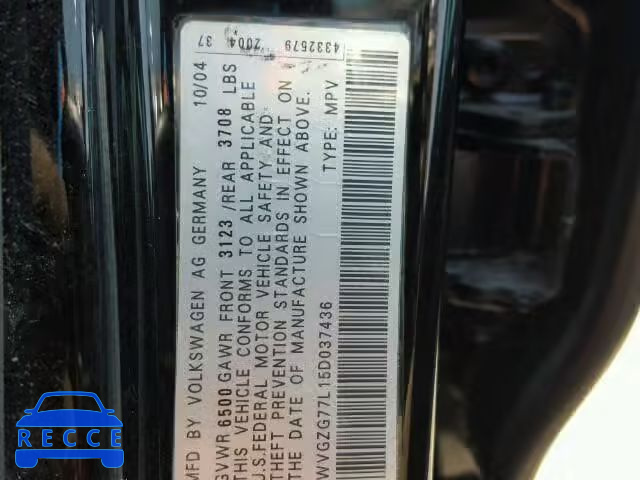 4332579 2004 37
MFD BY VOLKSWAGEN AG GERMANY 10/04
GVWR 6500 GAWR FRONT 3123 /REAR 3708 LBS
THIS VEHICLE CONFORMS TO ALL APPLICABLE
U.S.FEDERAL MOTOR VEHICLE SAFETY AND
THEFT PREVENTION STANDARDS IN EFFECT ON
THE DATE OF MANUFACTURE SHOWN ABOVE.
WVGZG77L15D037436 TYPE: MPV